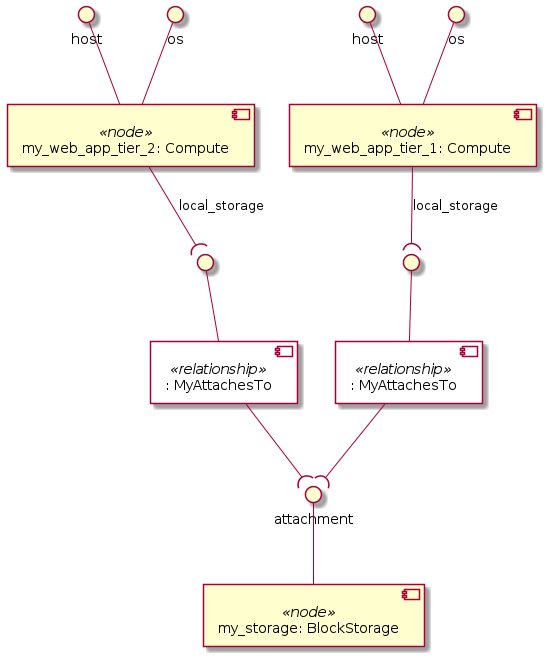 host
os
host
os
«node»
my_web_app_tier_2: Compute
«node»
my_web_app_tier_1: Compute
local_storage
local_storage
«relationship»
: MyAttachesTo
«relationship»
: MyAttachesTo
attachment
«node»
my_storage: BlockStorage